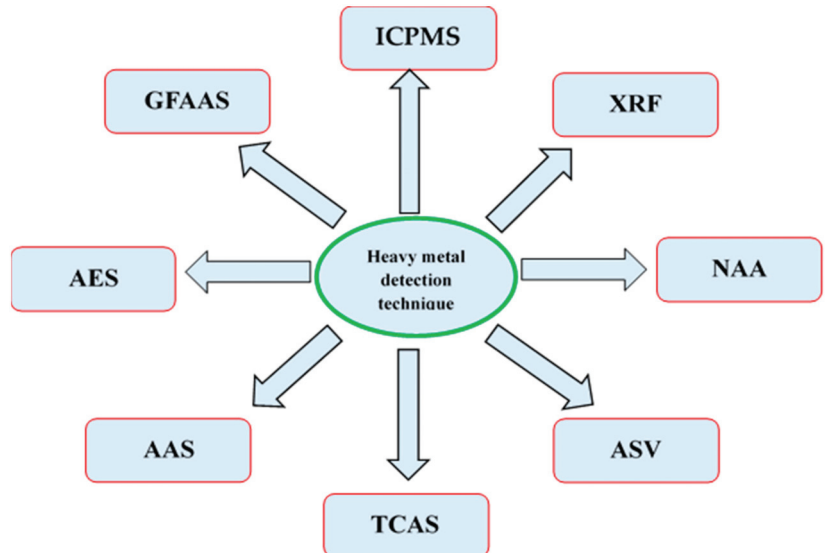 ICPMS
GFAAS
XRF
Heavy metal
detection
technique
AES
NAA
AAS
ASV
TCAS